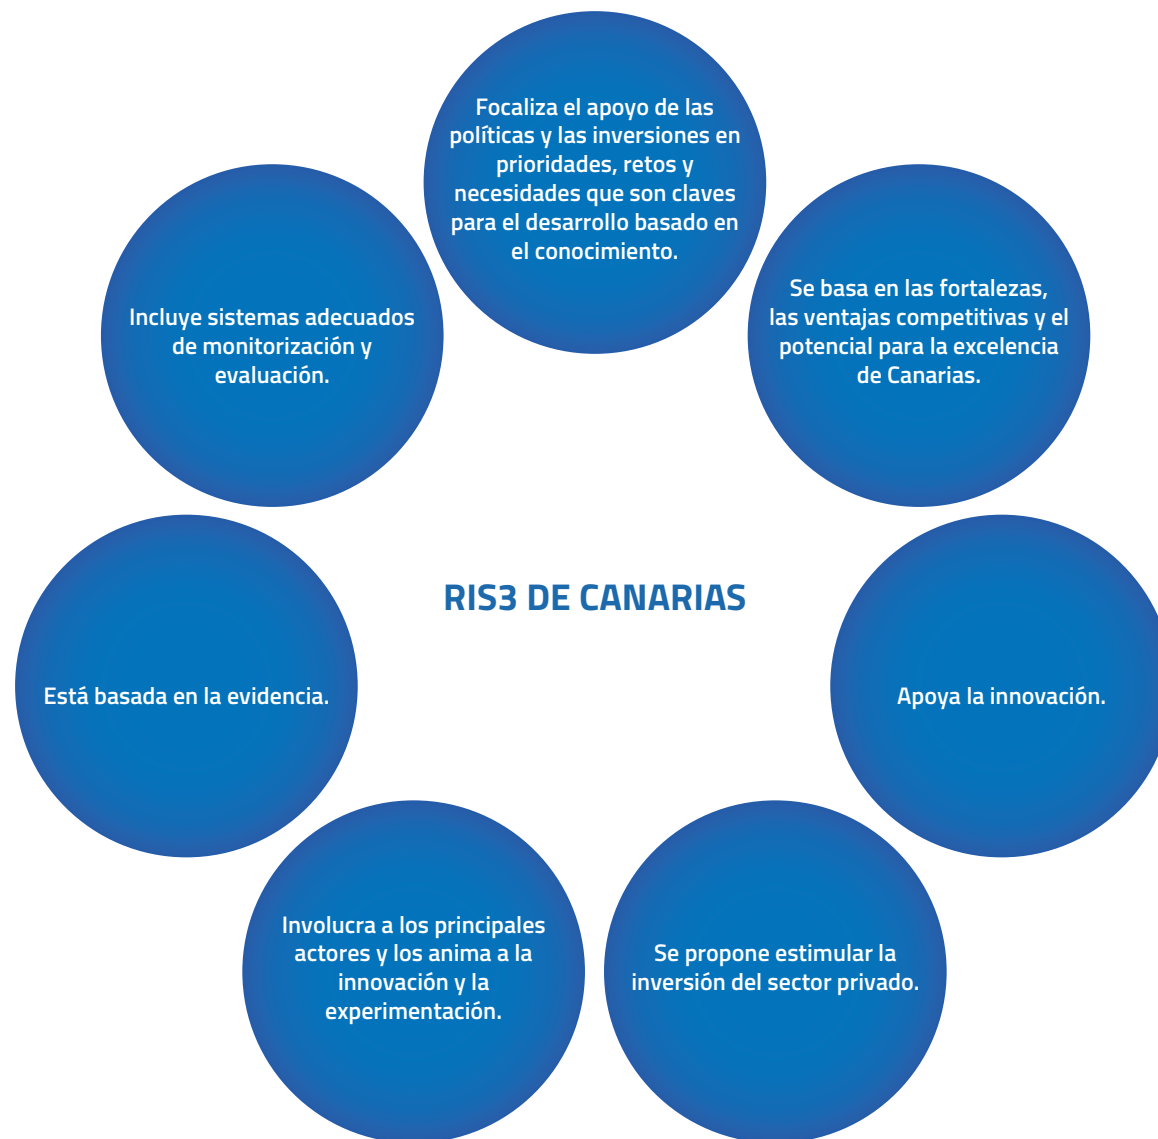 Focaliza el apoyo de las
políticas y las inversiones en
prioridades, retos y
necesidades que son claves
para el desarrollo basado en
el conocimiento.
Se basa en las fortalezas,
las ventajas competitivas y el
potencial para la excelencia
de Canarias.
Incluye sistemas adecuados
de monitorización y
evaluación.
RIS3 DE CANARIAS
Está basada en la evidencia.
Apoya la innovación.
Involucra a los principales
actores y los anima a la
innovación y la
experimentación.
Se propone estimular la
inversión del sector privado.